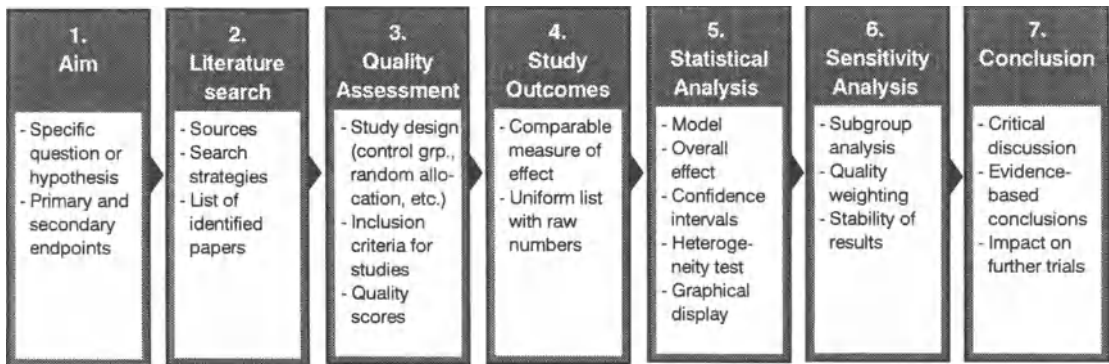 1.
Aim
- Specific
question or
hypothesis
- Primary and
secondary
endpoints
2.
Literature
search
- Sources
- Search
strategies
- List of
identified
papers
3.
Quality
Assessment
- Study design
(control grp.,
random allo-
cation, etc.)
- Inclusion
criteria for
studies
- Quality
scores
4.
Study
Outcomes
- Comparable
measure of
effect
- Uniform list
with raw
numbers
5.
Statistical
Analysis
- Model
- Overall
effect
- Confidence
intervals
- Heteroge-
neity test
- Graphical
display
6.
Sensitivity
Analysis
- Subgroup
analysis
- Quality
weighting
- Stability of
results
7.
Conclusion
- Critical
discussion
- Evidence-
based
conclusions
- Impact on
further trials